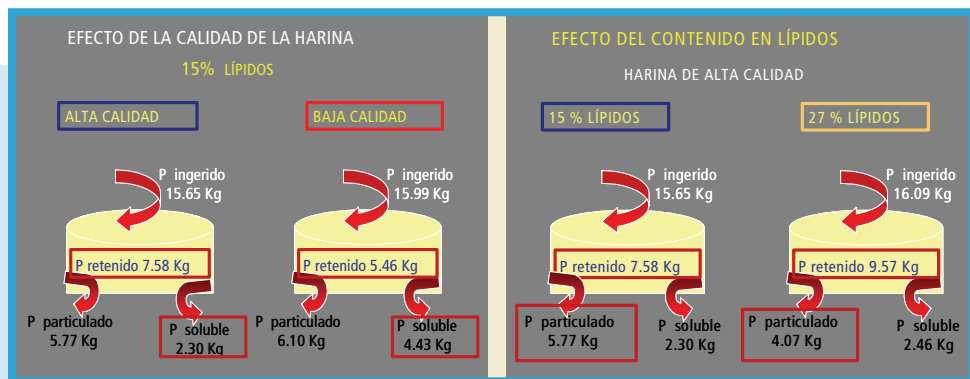 EFECTO DE LA CALIDAD DE LA HARINA
15% LÍPIDOS
ALTA CALIDAD
BAJA CALIDAD
P ingerido
15.65 Kg
P ingerido
15.99 Kg
P retenido 7.58 Kg
P retenido 5.46 Kg
P particulado
5.77 Kg
P soluble
2.30 Kg
P particulado
6.10 Kg
P soluble
4.43 Kg
EFECTO DEL CONTENIDO EN LÍPIDOS
HARINA DE ALTA CALIDAD
15 % LÍPIDOS
27 % LÍPIDOS
P ingerido
15.65 Kg
P ingerido
16.09 Kg
P retenido 7.58 Kg
P retenido 9.57 Kg
P particulado
5.77 Kg
P soluble
2.30 Kg
P particulado
4.07 Kg
P soluble
2.46 Kg